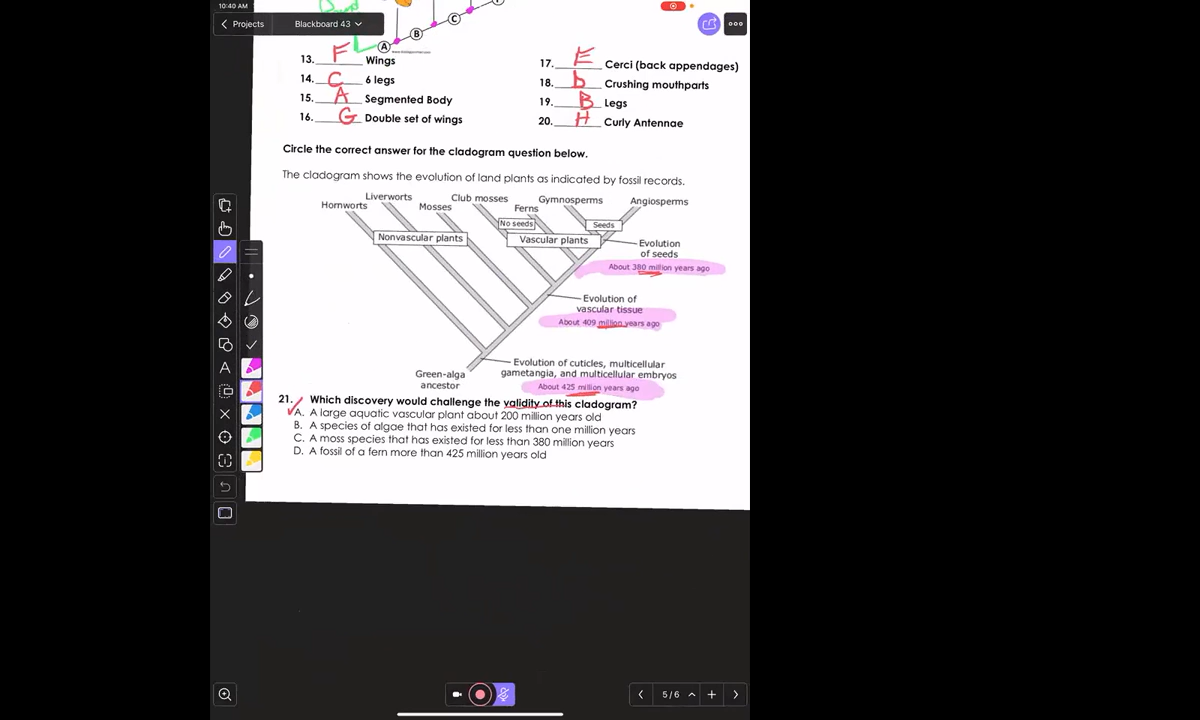 10:40 AM
Projects
Blackboard 43
A
B
C
13. F Wings
14. C 6 legs
15. A Segmented Body
16. G Double set of wings
17. E Cerci (back appendages)
18. b Crushing mouthparts
19. B Legs
20. H Curly Antennae
Circle the correct answer for the cladogram question below.
The cladogram shows the evolution of land plants as indicated by fossil records.
Hornworts
Liverworts
Mosses
Club mosses
Ferns
Gymnosperms
Angiosperms
No seeds
Seeds
Nonvascular plants
Vascular plants
Evolution
of seeds
About 380 million years ago
Evolution of
vascular tissue
About 409 million years ago
Evolution of cuticles, multicellular
gametangia, and multicellular embryos
About 425 million years ago
Green-alga
ancestor
21. Which discovery would challenge the validity of this cladogram?
A. A large aquatic vascular plant about 200 million years old
B. A species of algae that has existed for less than one million years
C. A moss species that has existed for less than 380 million years
D. A fossil of a fern more than 425 million years old
A
5/6